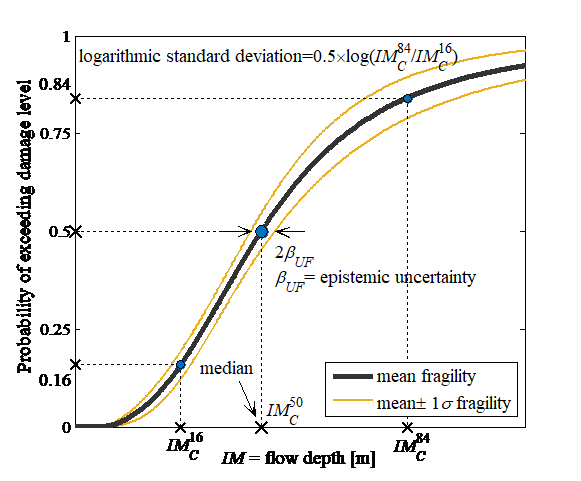 1
logarithmic standard deviation=0.5×log(IM_C^84/IM_C^16)
0.84
0.75
Probability of exceeding damage level
0.5
2β_UF
β_UF= epistemic uncertainty
0.25
0.16
median
mean fragility
mean± 1σ fragility
IM_C^50
0
IM_C^16
IM = flow depth [m]
IM_C^84